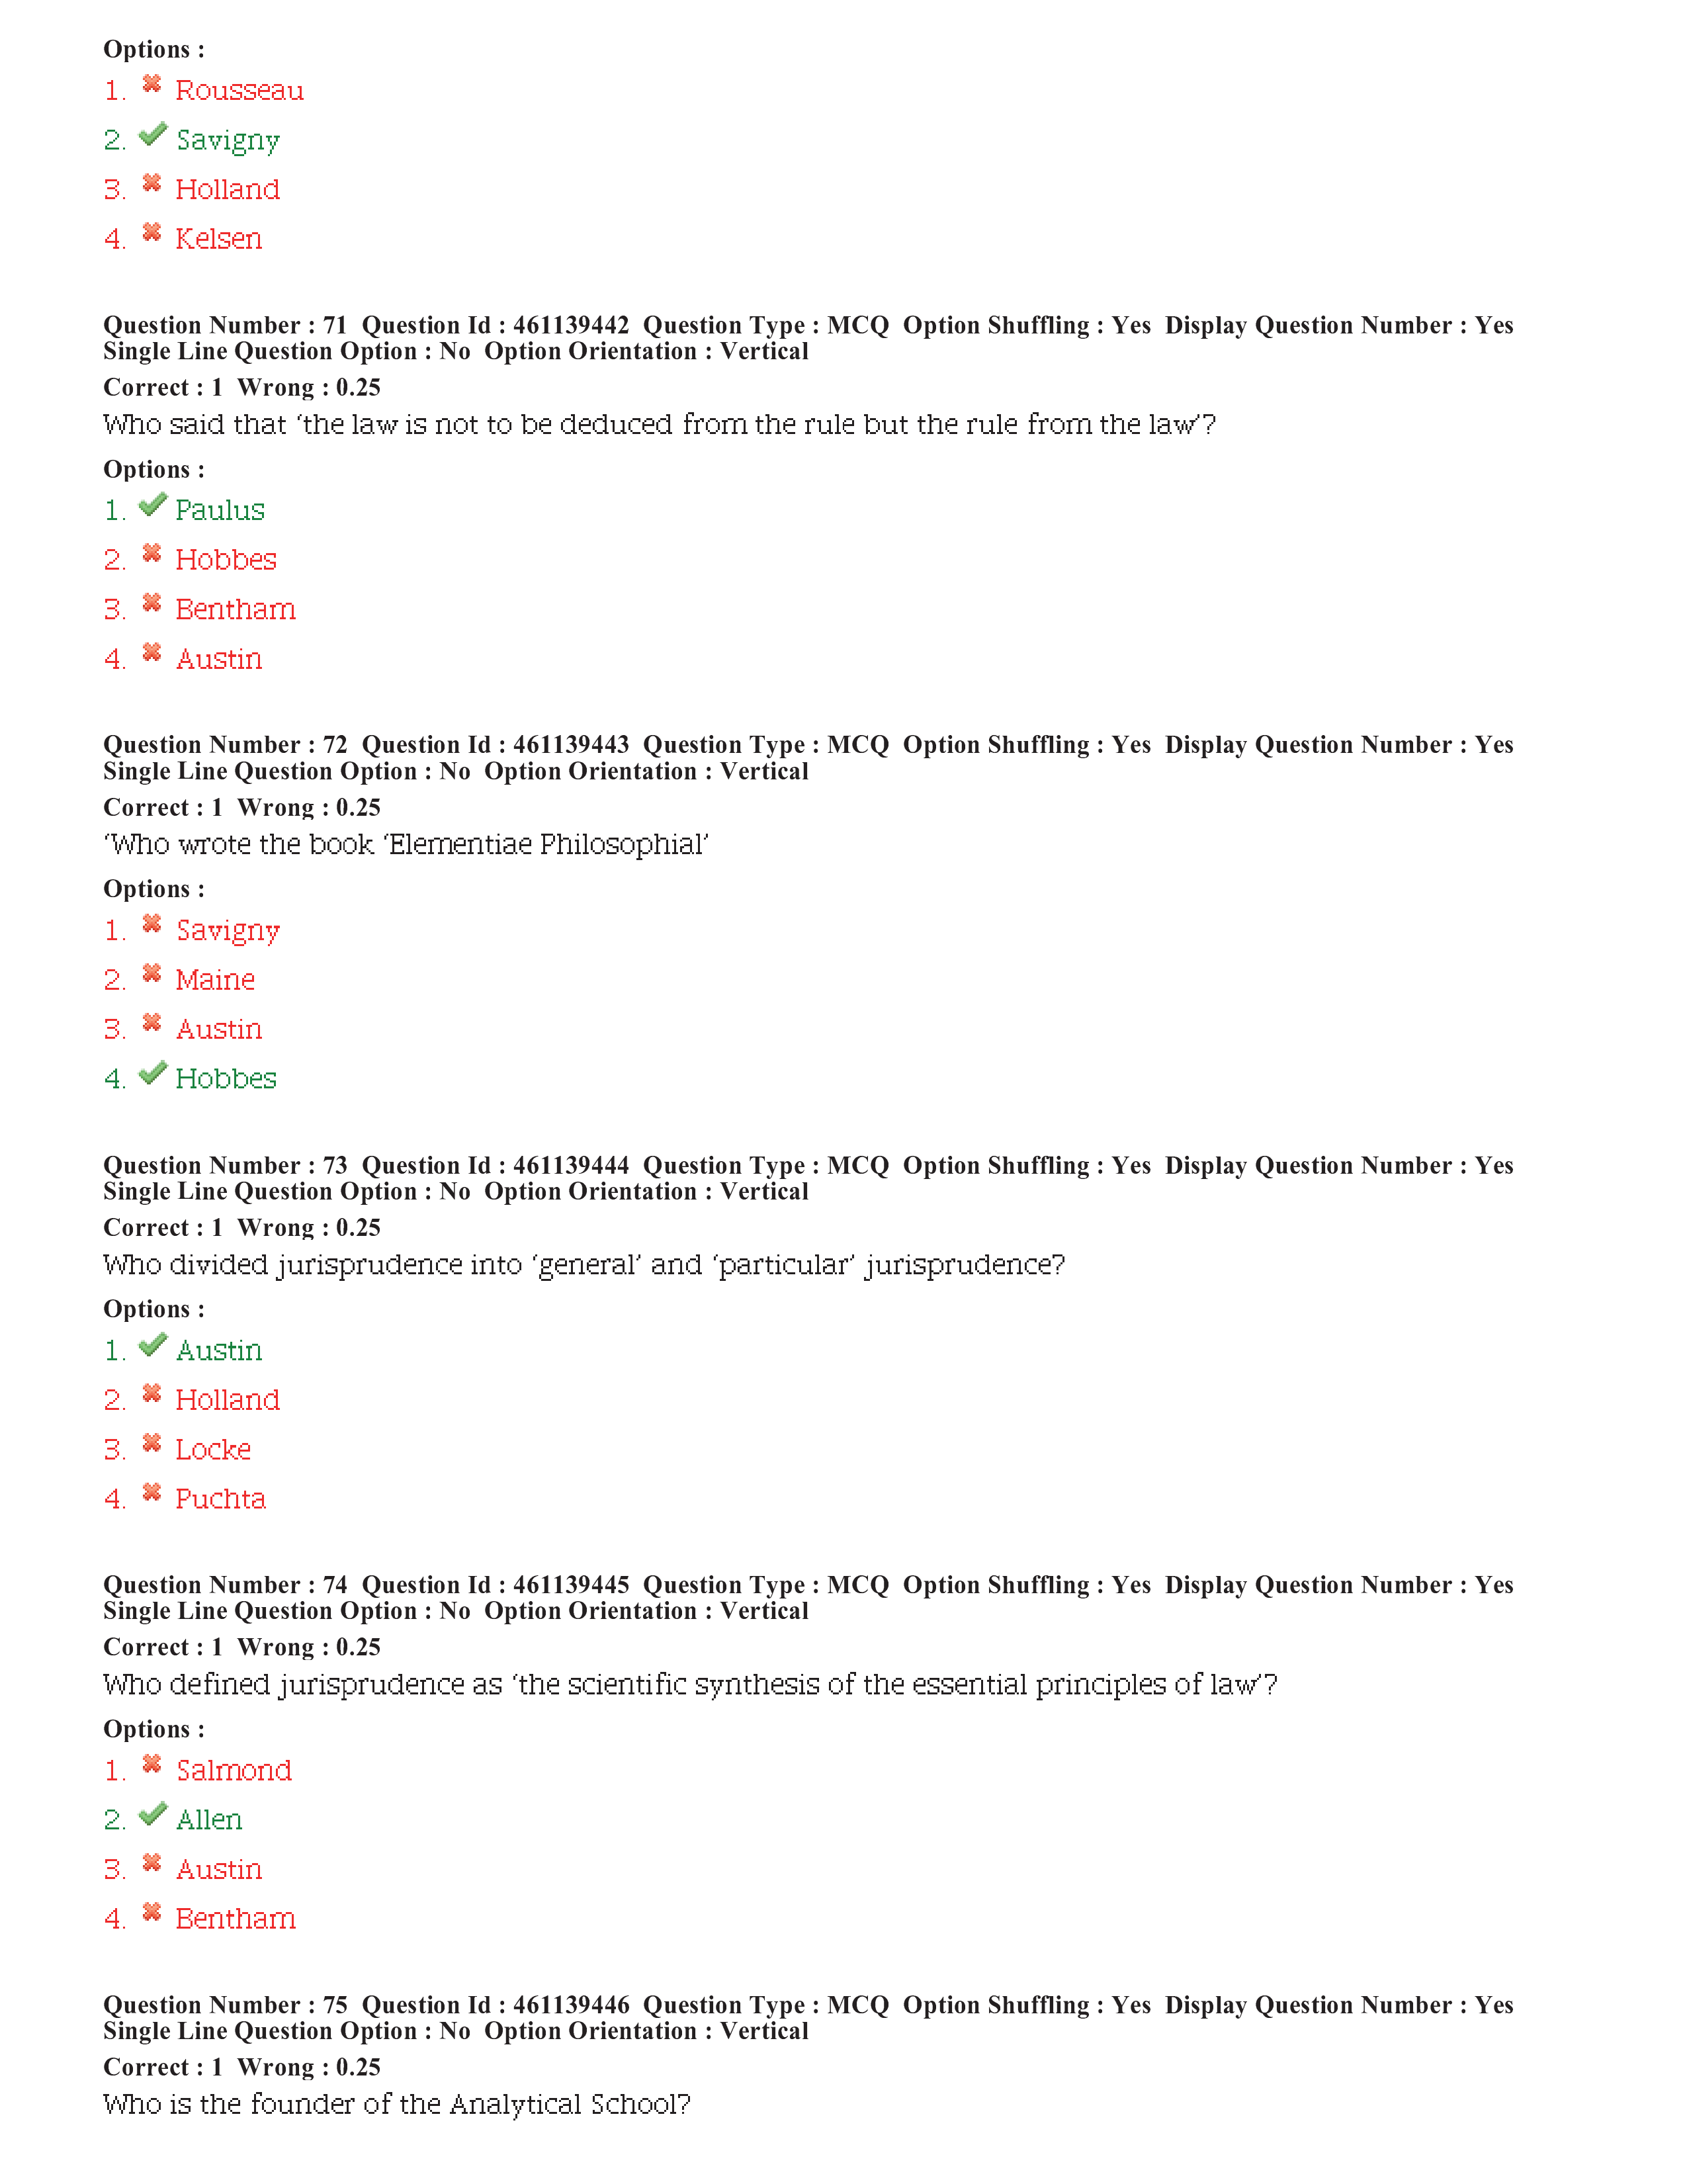 Options :
1. Rousseau
2. Savigny
3. Holland
4. Kelsen
Question Number : 71 Question Id : 461139442 Question Type : MCQ Option Shuffling : Yes Display Question Number : Yes
Single Line Question Option : No Option Orientation : Vertical
Correct : 1 Wrong : 0.25
Who said that ‘the law is not to be deduced from the rule but the rule from the law’?
Options :
1. Paulus
2. Hobbes
3. Bentham
4. Austin
Question Number : 72 Question Id : 461139443 Question Type : MCQ Option Shuffling : Yes Display Question Number : Yes
Single Line Question Option : No Option Orientation : Vertical
Correct : 1 Wrong : 0.25
‘Who wrote the book ‘Elementiae Philosophial’
Options :
1. Savigny
2. Maine
3. Austin
4. Hobbes
Question Number : 73 Question Id : 461139444 Question Type : MCQ Option Shuffling : Yes Display Question Number : Yes
Single Line Question Option : No Option Orientation : Vertical
Correct : 1 Wrong : 0.25
Who divided jurisprudence into ‘general’ and ‘particular’ jurisprudence?
Options :
1. Austin
2. Holland
3. Locke
4. Puchta
Question Number : 74 Question Id : 461139445 Question Type : MCQ Option Shuffling : Yes Display Question Number : Yes
Single Line Question Option : No Option Orientation : Vertical
Correct : 1 Wrong : 0.25
Who defined jurisprudence as ‘the scientific synthesis of the essential principles of law’?
Options :
1. Salmond
2. Allen
3. Austin
4. Bentham
Question Number : 75 Question Id : 461139446 Question Type : MCQ Option Shuffling : Yes Display Question Number : Yes
Single Line Question Option : No Option Orientation : Vertical
Correct : 1 Wrong : 0.25
Who is the founder of the Analytical School?